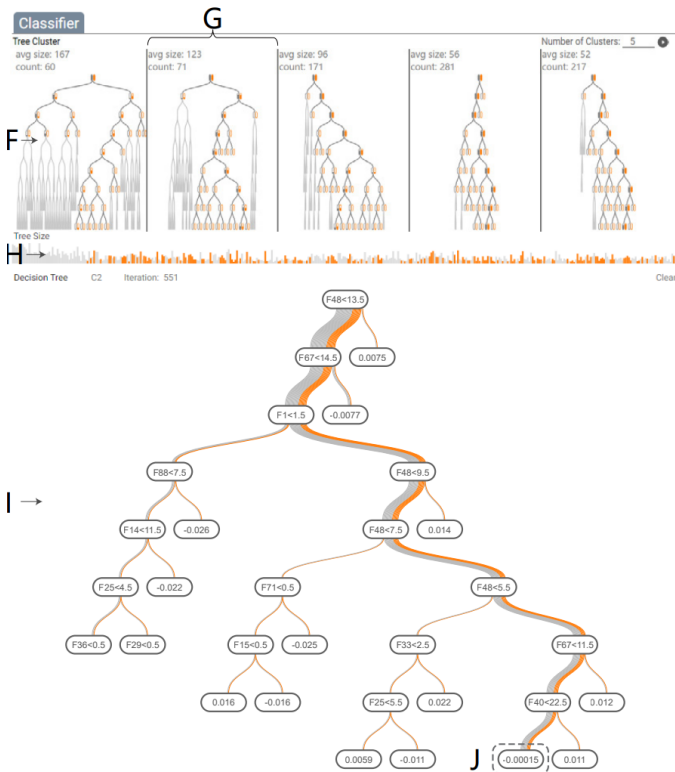 Classifier
G
Tree Cluster
Number of Clusters: 5
avg size: 167 avg size: 123 avg size: 96 avg size: 56 avg size: 52
count: 60 count: 71 count: 171 count: 281 count: 217
F
Tree Size
H
Decision Tree C2 Iteration: 551 Clear
F48<13.5
F67<14.5 0.0075
F1<1.5 -0.0077
F88<7.5 F48<9.5
I
F14<11.5 -0.026 F48<7.5 0.014
F25<4.5 -0.022 F71<0.5 F48<5.5
F36<0.5 F29<0.5 F15<0.5 -0.025 F33<2.5 F67<11.5
0.016 -0.016 F25<5.5 0.022 F40<22.5 0.012
J
0.0059 -0.011 -0.00015 0.011